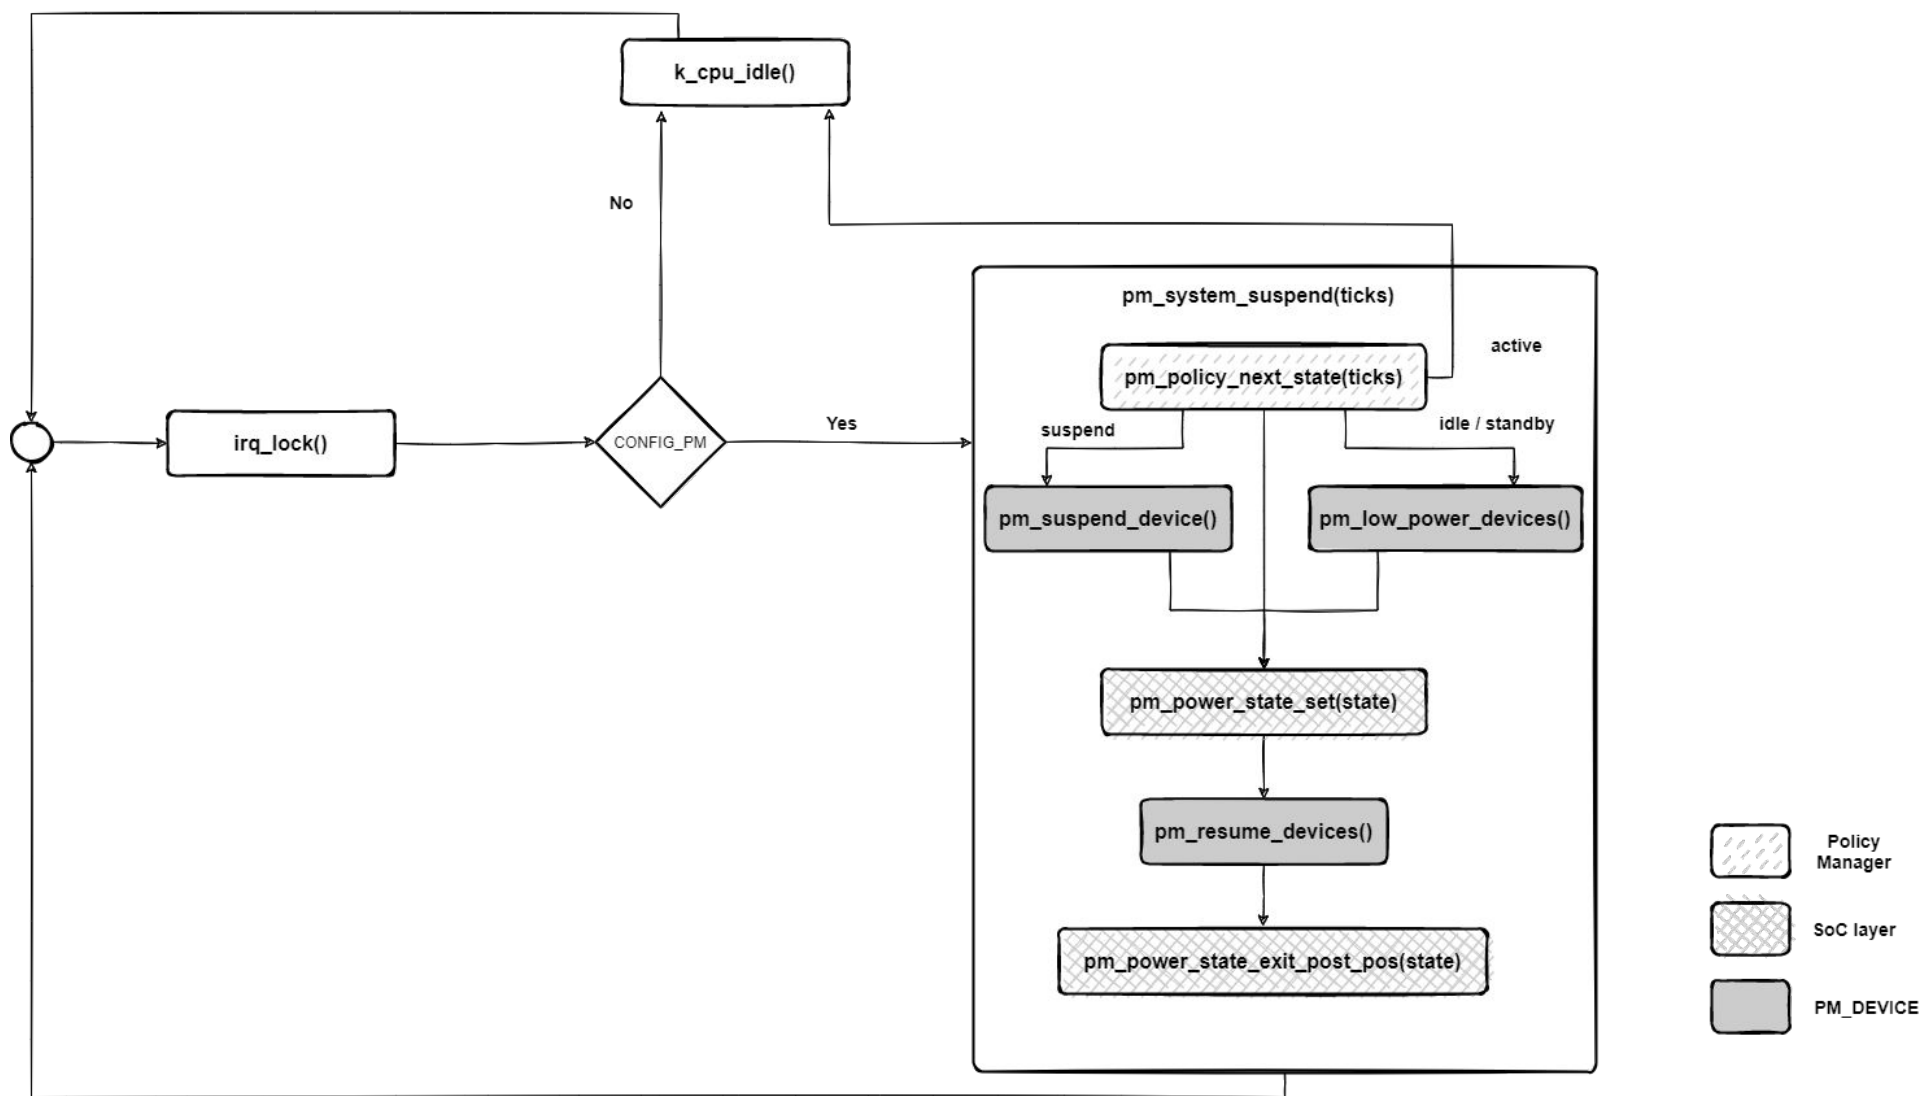 k_cpu_idle()
No
pm_system_suspend(ticks)
active
pm_policy_next_state(ticks)
Yes
suspend
idle / standby
irq_lock()
CONFIG_PM
pm_suspend_device()
pm_low_power_devices()
pm_power_state_set(state)
pm_resume_devices()
pm_power_state_exit_post_pos(state)
Policy
Manager
SoC layer
PM_DEVICE